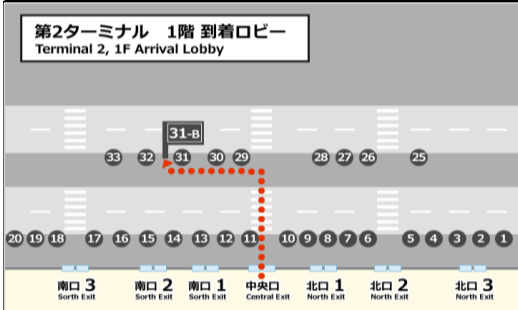 第2ターミナル　1階 到着ロビー
Terminal 2, 1F Arrival Lobby
31-B
33 32 31 30 29 28 27 26 25
20 19 18 17 16 15 14 13 12 11 10 9 8 7 6 5 4 3 2 1
南口 3 南口 2 南口 1 中央口 北口 1 北口 2 北口 3
Sorth Exit Sorth Exit Sorth Exit Central Exit North Exit North Exit North Exit